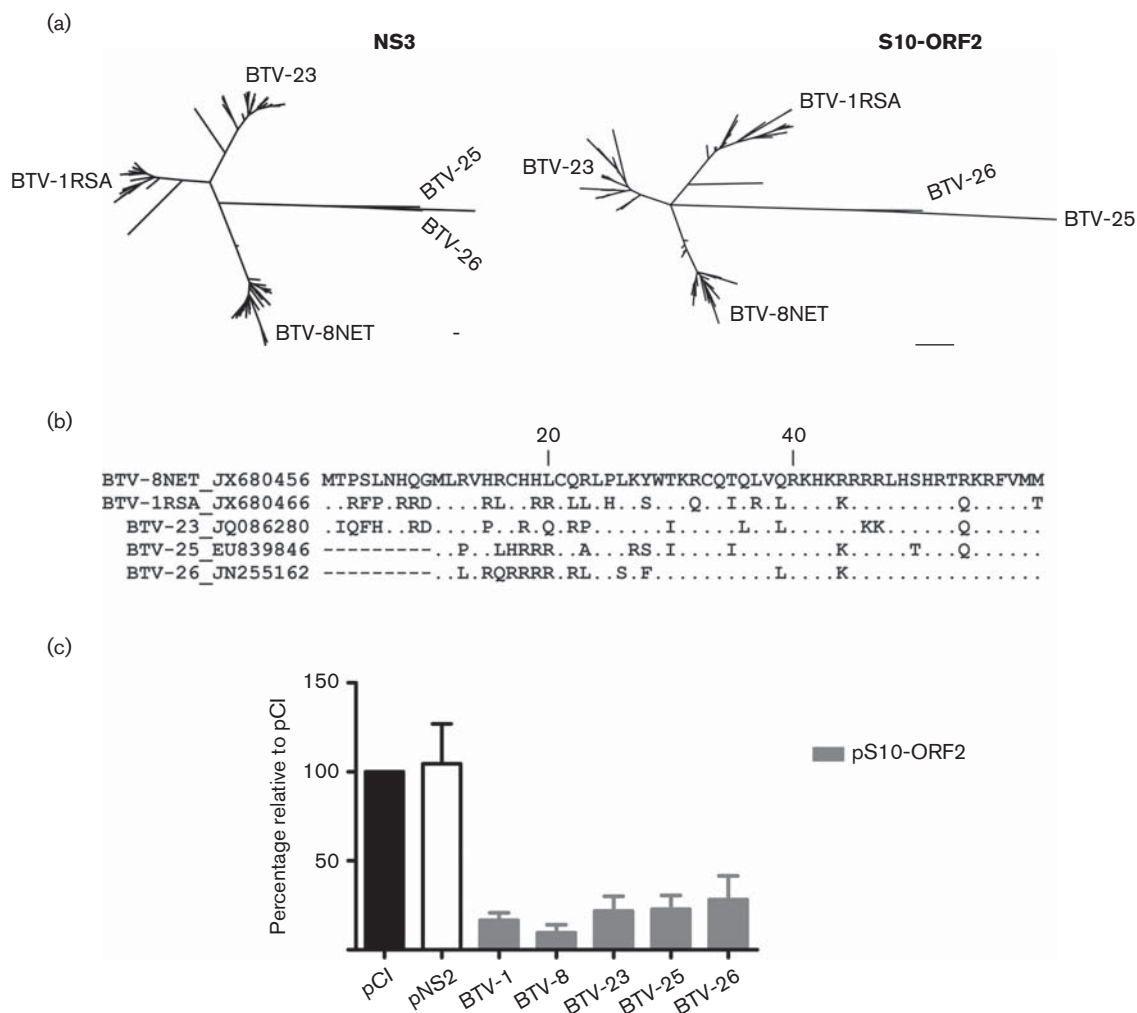 (a)
NS3
S10-ORF2
BTV-23
BTV-1RSA
BTV-25
BTV-26
BTV-8NET
BTV-1RSA
BTV-23
BTV-26
BTV-25
BTV-8NET
(b)
20 40
BTV-8NET_JX680456 MTPSLNHQGMLRVHRCHHLCQRLPLKYWTKRCQTQLVQRKHKRRRRLHSHRTRKRFVMM
BTV-1RSA_JX680466 ..RFP.RRD....RL..RR.LL.H..S...Q..I.R.L....K.........Q.....T
BTV-23_JQ086280 .IQFH..RD....P..R.Q.RP......I.....Q..L......KK......Q......
BTV-25_EU839846 ---------..P..LHRRR..A...RS.I....I........K.....T...Q......
BTV-26_JN255162 ---------..L.RQRRRR.RL..S.F..........L....K................
(c)
Percentage relative to pCI
150
100
50
pCI pNS2 BTV-1 BTV-8 BTV-23 BTV-25 BTV-26
pS10-ORF2